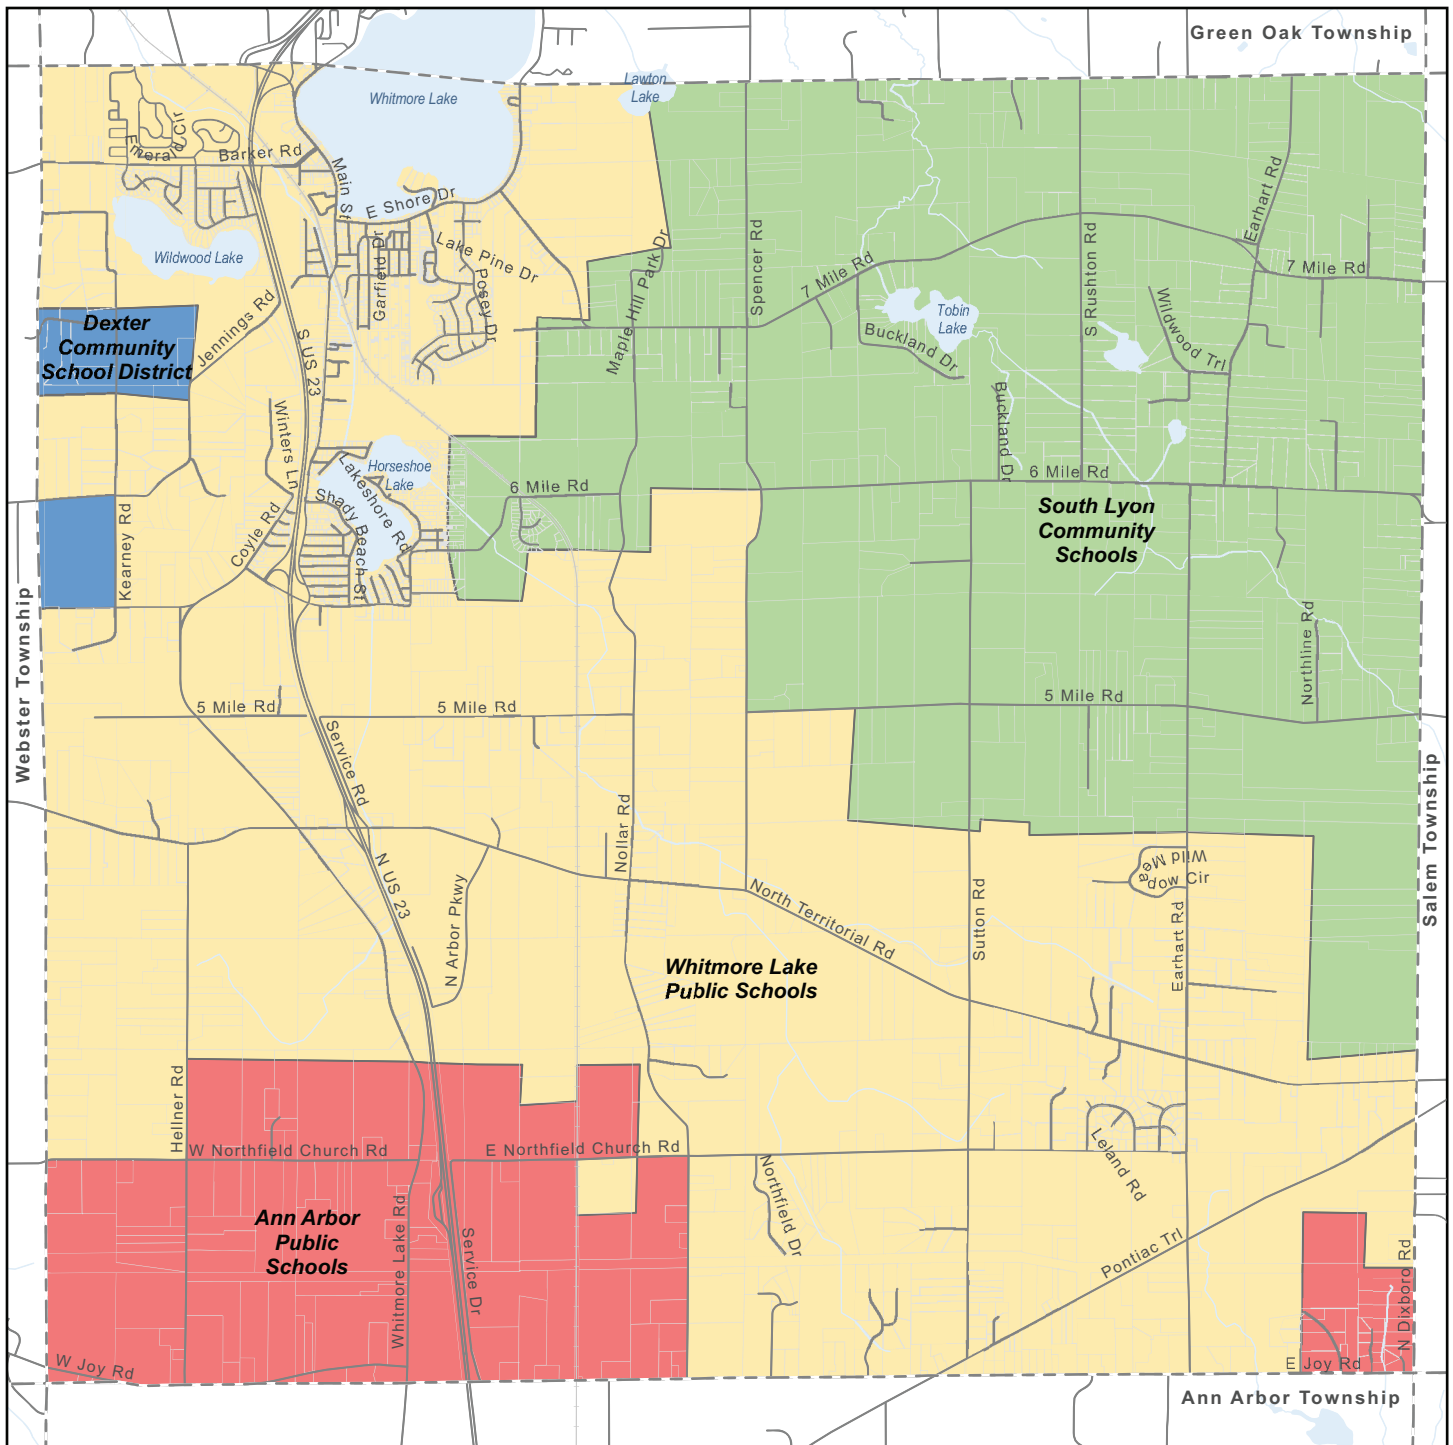 Green Oak Township
Lawton
Lake
Whitmore Lake
Emerald Cir
Barker Rd
Main St
E Shore Dr
Earhart Rd
Wildwood Lake
Garfield Dr
Lake Pine Dr
Posey Dr
Maple Hill Park Dr
Spencer Rd
7 Mile Rd
S Rushton Rd
7 Mile Rd
Dexter
Community
School District
Jennings Rd
S US 23
Tobin
Lake
Buckland Dr
Wildwood Trl
Buckland Dr
Winters Ln
Horseshoe
Lake
Lakeshore Rd
Shady Beach St
6 Mile Rd
6 Mile Rd
South Lyon
Community
Schools
Kearney Rd
Coyle Rd
Webster Township
Northline Rd
5 Mile Rd
5 Mile Rd
5 Mile Rd
Service Rd
Nollar Rd
Salem Township
N US 23
N Arbor Pkwy
North Territorial Rd
Sutton Rd
Wild Mea
dow Cir
Earhart Rd
Whitmore Lake
Public Schools
Hellner Rd
W Northfield Church Rd
E Northfield Church Rd
Leland Rd
Northfield Dr
Ann Arbor
Public
Schools
Whitmore Lake Rd
Service Dr
Pontiac Trl
N Dixboro Rd
W Joy Rd
E Joy Rd
Ann Arbor Township